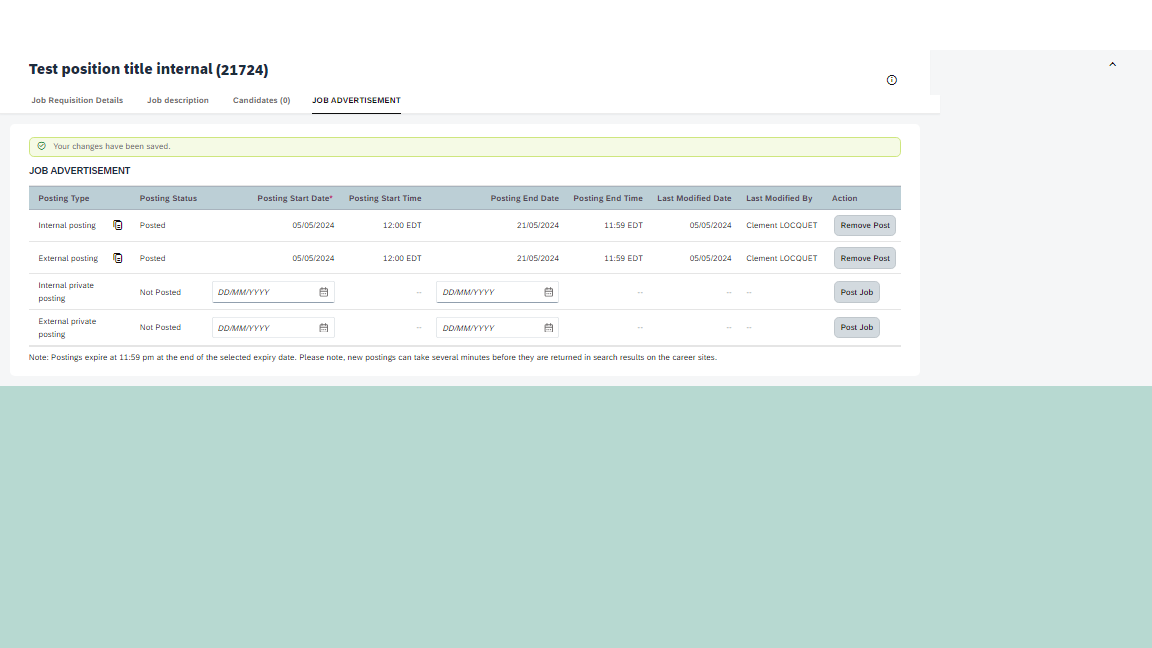 Test position title internal (21724)
Job Requisition Details Job description Candidates (0) JOB ADVERTISEMENT
Your changes have been saved.
JOB ADVERTISEMENT
Posting Type Posting Status Posting Start Date* Posting Start Time Posting End Date Posting End Time Last Modified Date Last Modified By Action
Internal posting Posted 05/05/2024 12:00 EDT 21/05/2024 11:59 EDT 05/05/2024 Clement LOCQUET Remove Post
External posting Posted 05/05/2024 12:00 EDT 21/05/2024 11:59 EDT 05/05/2024 Clement LOCQUET Remove Post
Internal private
posting Not Posted DD/MM/YYYY -- DD/MM/YYYY -- -- -- Post Job
External private
posting Not Posted DD/MM/YYYY -- DD/MM/YYYY -- -- -- Post Job
Note: Postings expire at 11:59 pm at the end of the selected expiry date. Please note, new postings can take several minutes before they are returned in search results on the career sites.